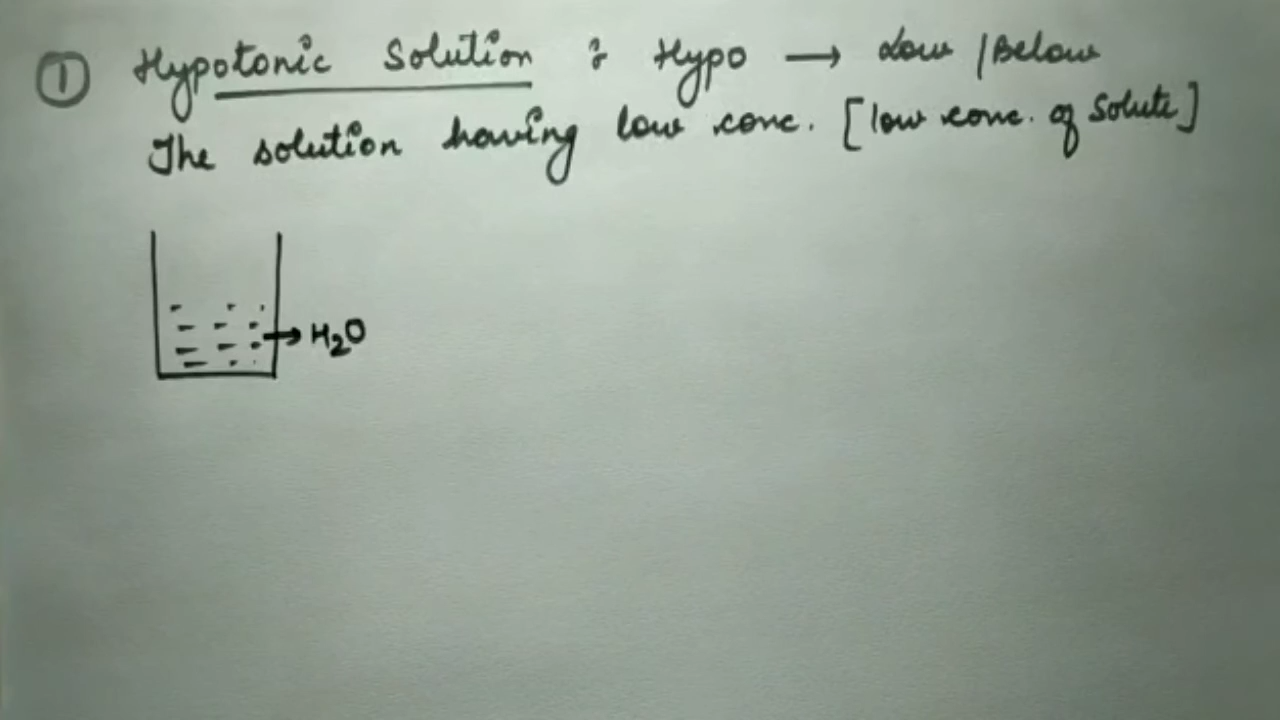 ① Hypotonic Solution : Hypo → Low / Below
The solution having low conc. [low conc. of Solute]
→ H₂O